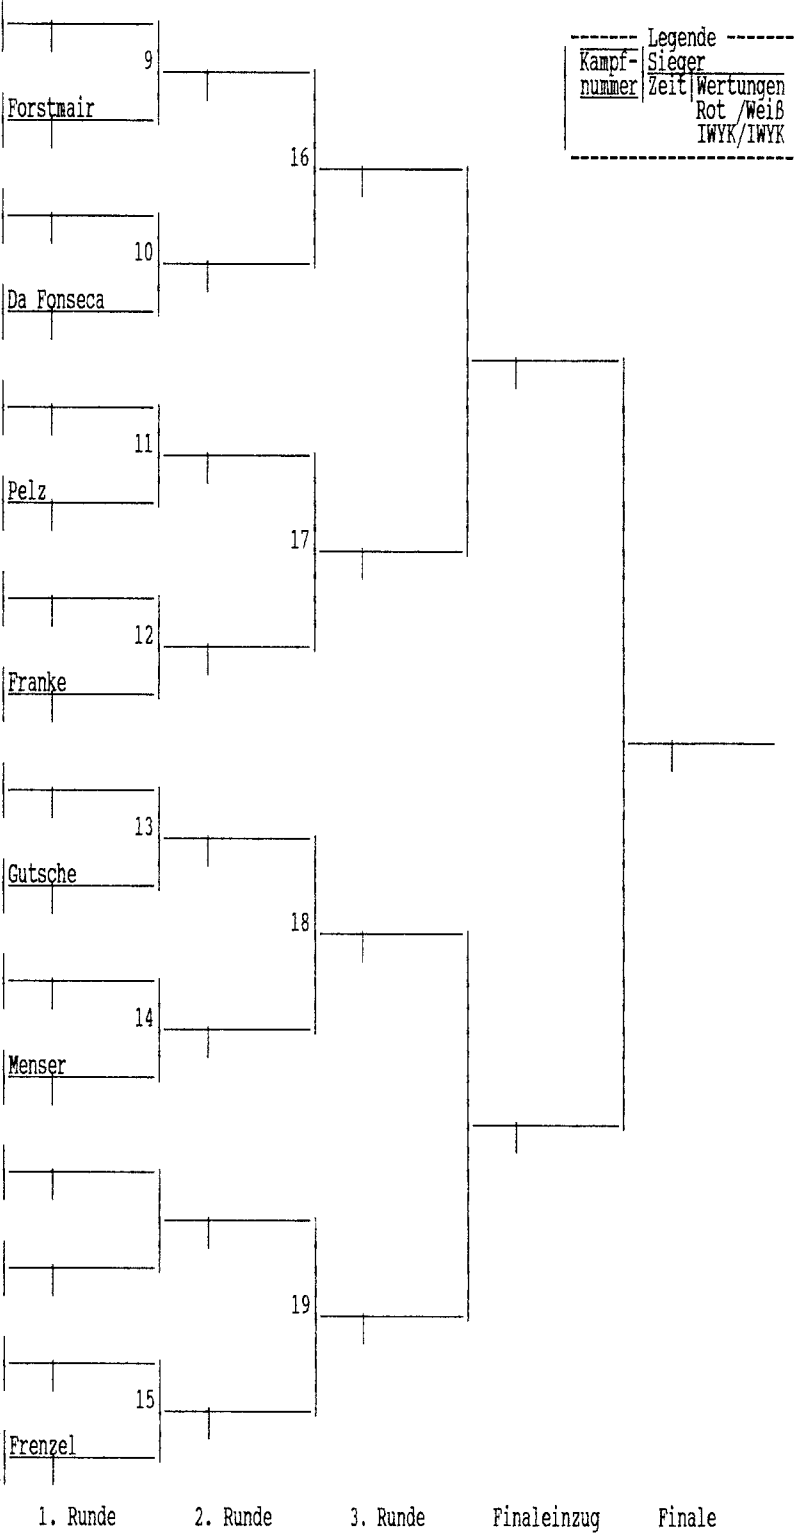 ------- Legende -------
Kampf- Sieger
nummer Zeit Wertungen
Rot /Weiß
IWYK/IWYK
9
Forstmair
16
10
Da Fonseca
11
Pelz
17
12
Franke
13
Gutsche
18
14
Menser
19
15
Frenzel
1. Runde 2. Runde 3. Runde Finaleinzug Finale